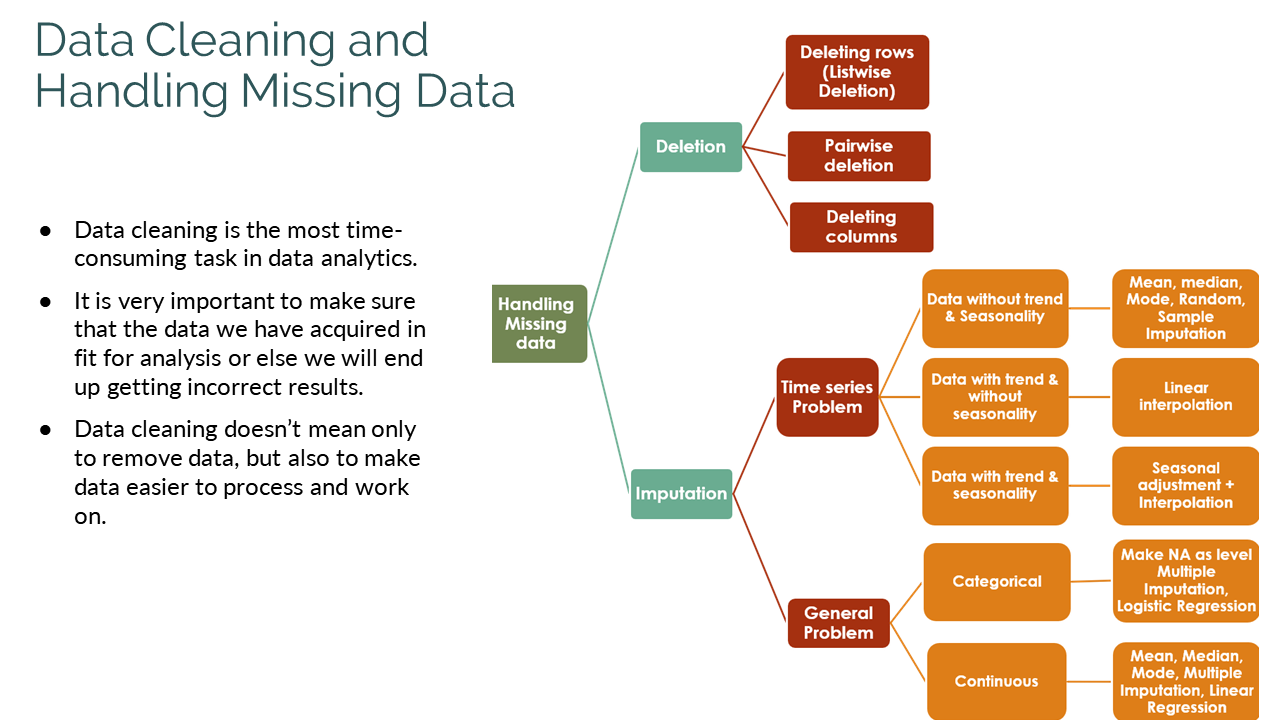 Data Cleaning and
Handling Missing Data
● Data cleaning is the most time-
consuming task in data analytics.
● It is very important to make sure
that the data we have acquired in
fit for analysis or else we will end
up getting incorrect results.
● Data cleaning doesn’t mean only
to remove data, but also to make
data easier to process and work
on.
Handling
Missing
data
Deletion
Deleting rows
(Listwise
Deletion)
Pairwise
deletion
Deleting
columns
Imputation
Time series
Problem
Data without trend
& Seasonality
Mean, median,
Mode, Random,
Sample
Imputation
Data with trend &
without
seasonality
Linear
interpolation
Data with trend &
seasonality
Seasonal
adjustment +
Interpolation
General
Problem
Categorical
Make NA as level
Multiple
Imputation,
Logistic Regression
Continuous
Mean, Median,
Mode, Multiple
Imputation, Linear
Regression